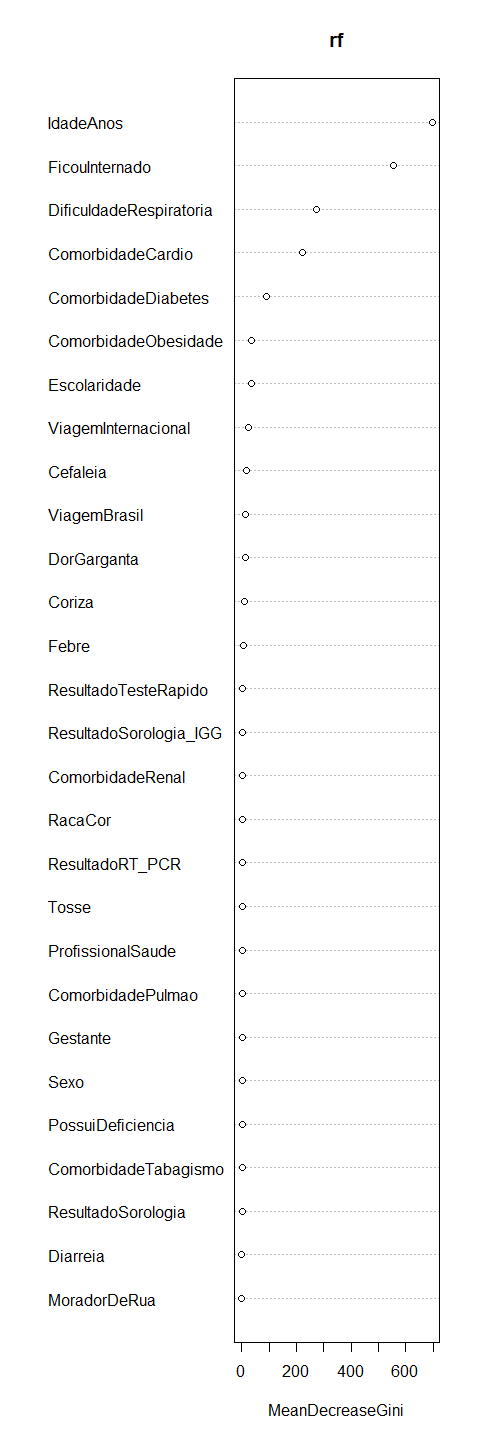 rf
IdadeAnos
FicouInternado
DificuldadeRespiratoria
ComorbidadeCardio
ComorbidadeDiabetes
ComorbidadeObesidade
Escolaridade
ViagemInternacional
Cefaleia
ViagemBrasil
DorGarganta
Coriza
Febre
ResultadoTesteRapido
ResultadoSorologia_IGG
ComorbidadeRenal
RacaCor
ResultadoRT_PCR
Tosse
ProfissionalSaude
ComorbidadePulmao
Gestante
Sexo
PossuiDeficiencia
ComorbidadeTabagismo
ResultadoSorologia
Diarreia
MoradorDeRua
0 200 400 600
MeanDecreaseGini